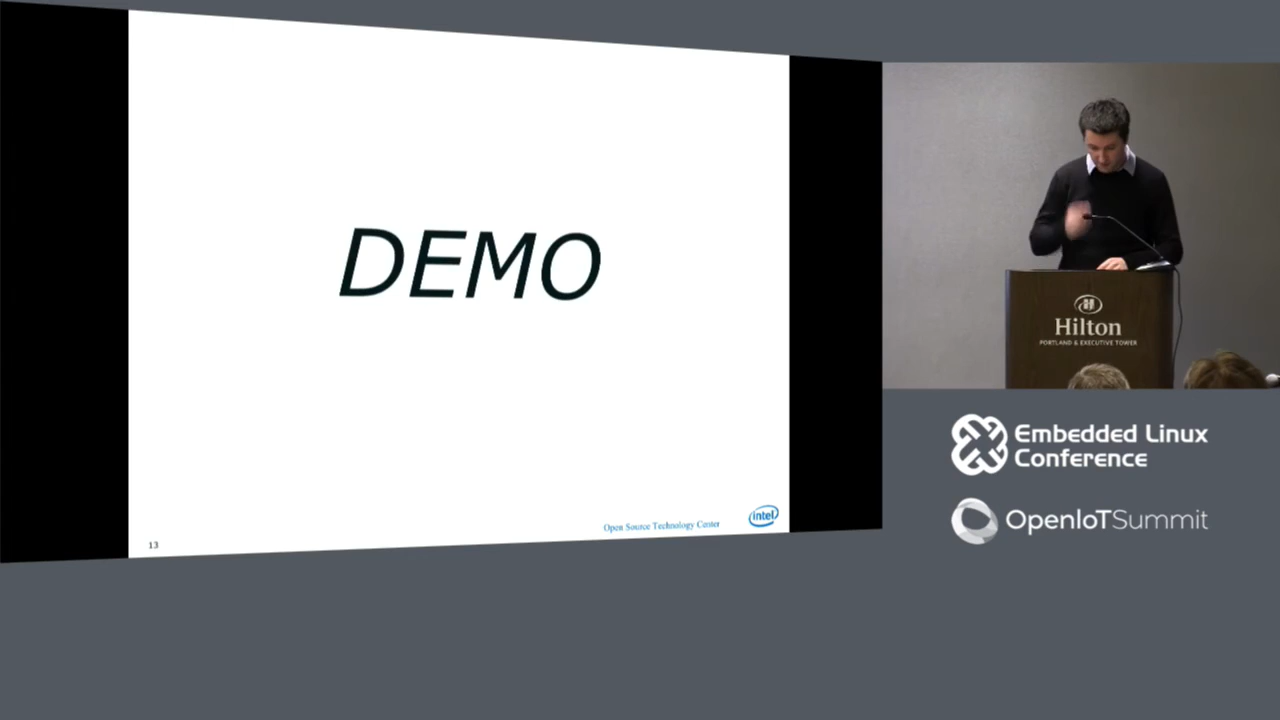 DEMO
Open Source Technology Center
intel
13
Hilton
PORTLAND & EXECUTIVE TOWER
Embedded Linux
Conference
OpenIoTSummit